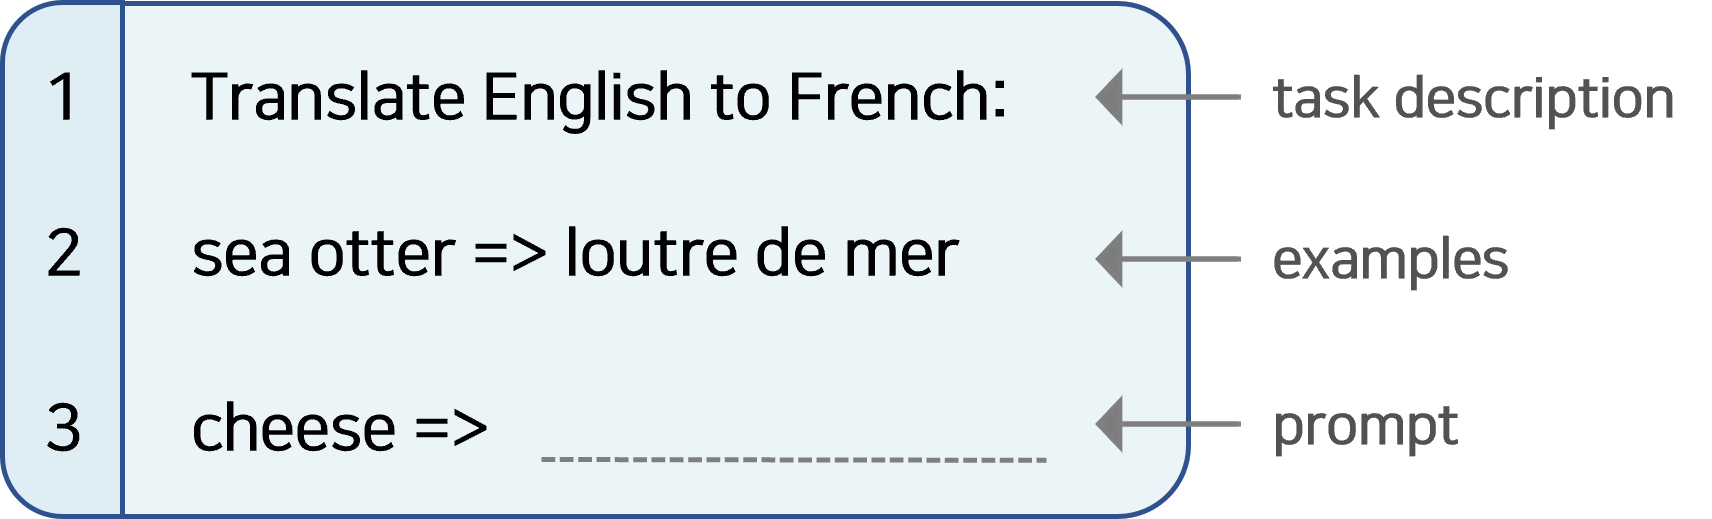 1 Translate English to French: task description
2 sea otter => loutre de mer examples
3 cheese => prompt